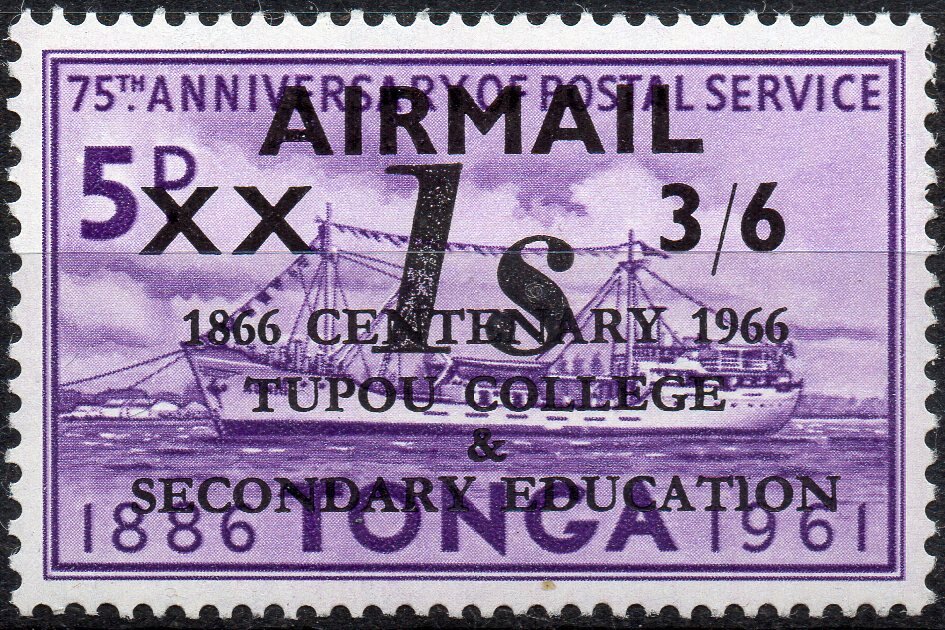 75TH ANNIVERSARY OF POSTAL SERVICE
AIRMAIL
5D
XX 3/6
1s
1866 CENTENARY 1966
TUPOU COLLEGE
&
SECONDARY EDUCATION
1886 TONGA 1961